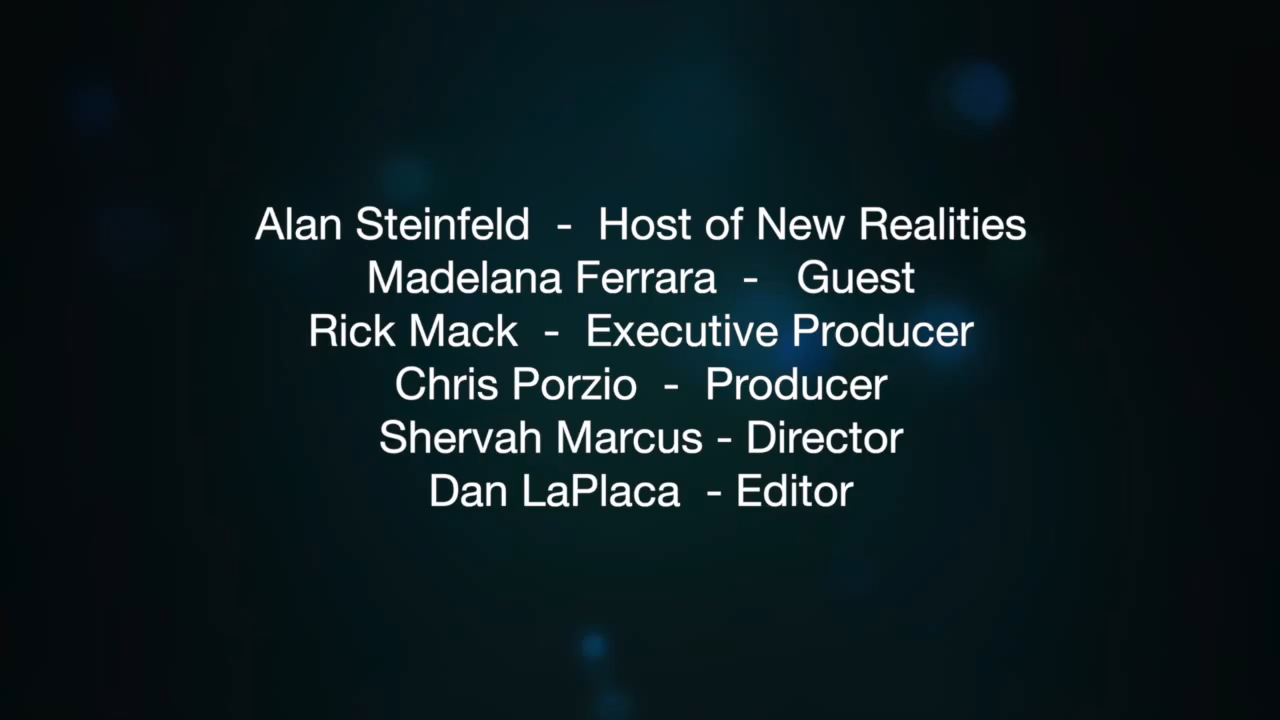 Alan Steinfeld  -  Host of New Realities
Madelana Ferrara  -   Guest
Rick Mack  -  Executive Producer
Chris Porzio  -  Producer
Shervah Marcus - Director
Dan LaPlaca  - Editor